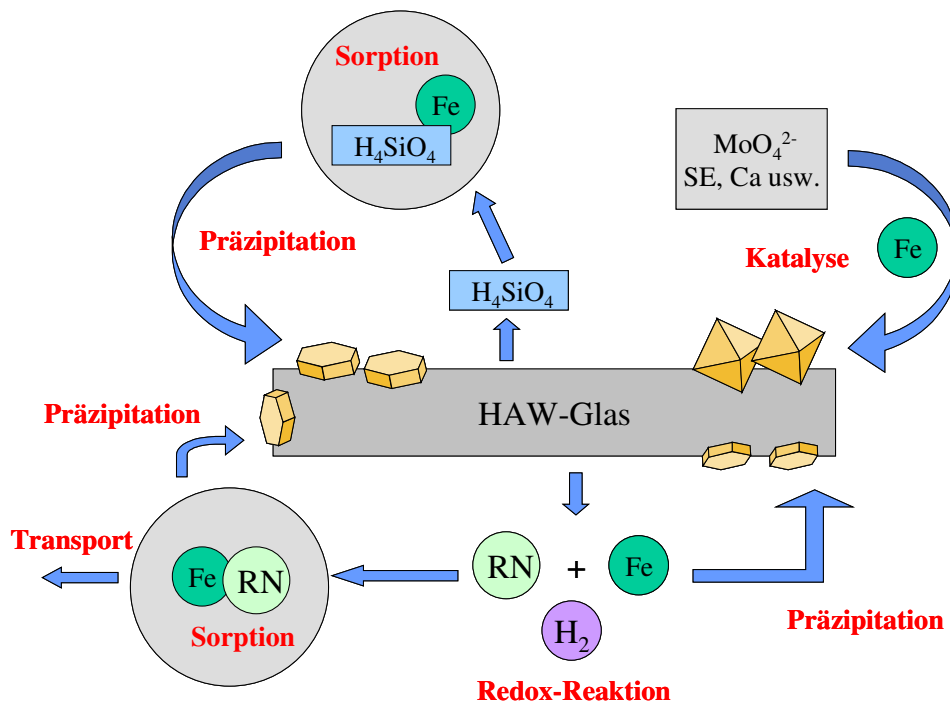 Sorption
Fe
H₄SiO₄
MoO₄²⁻
SE, Ca usw.
Präzipitation
Katalyse
Fe
H₄SiO₄
HAW-Glas
Präzipitation
Transport
Fe
RN
Sorption
RN
+
Fe
H₂
Präzipitation
Redox-Reaktion